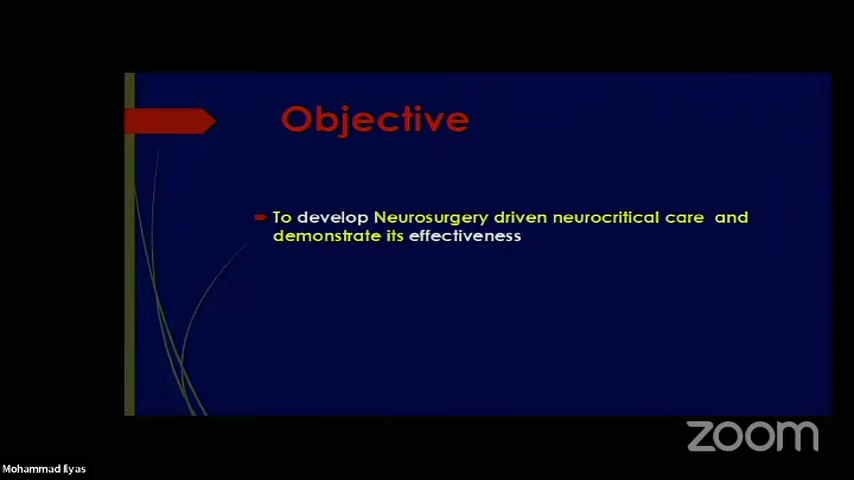 Objective
To develop Neurosurgery driven neurocritical care and
demonstrate its effectiveness
zoom
Mohammad Ilyas